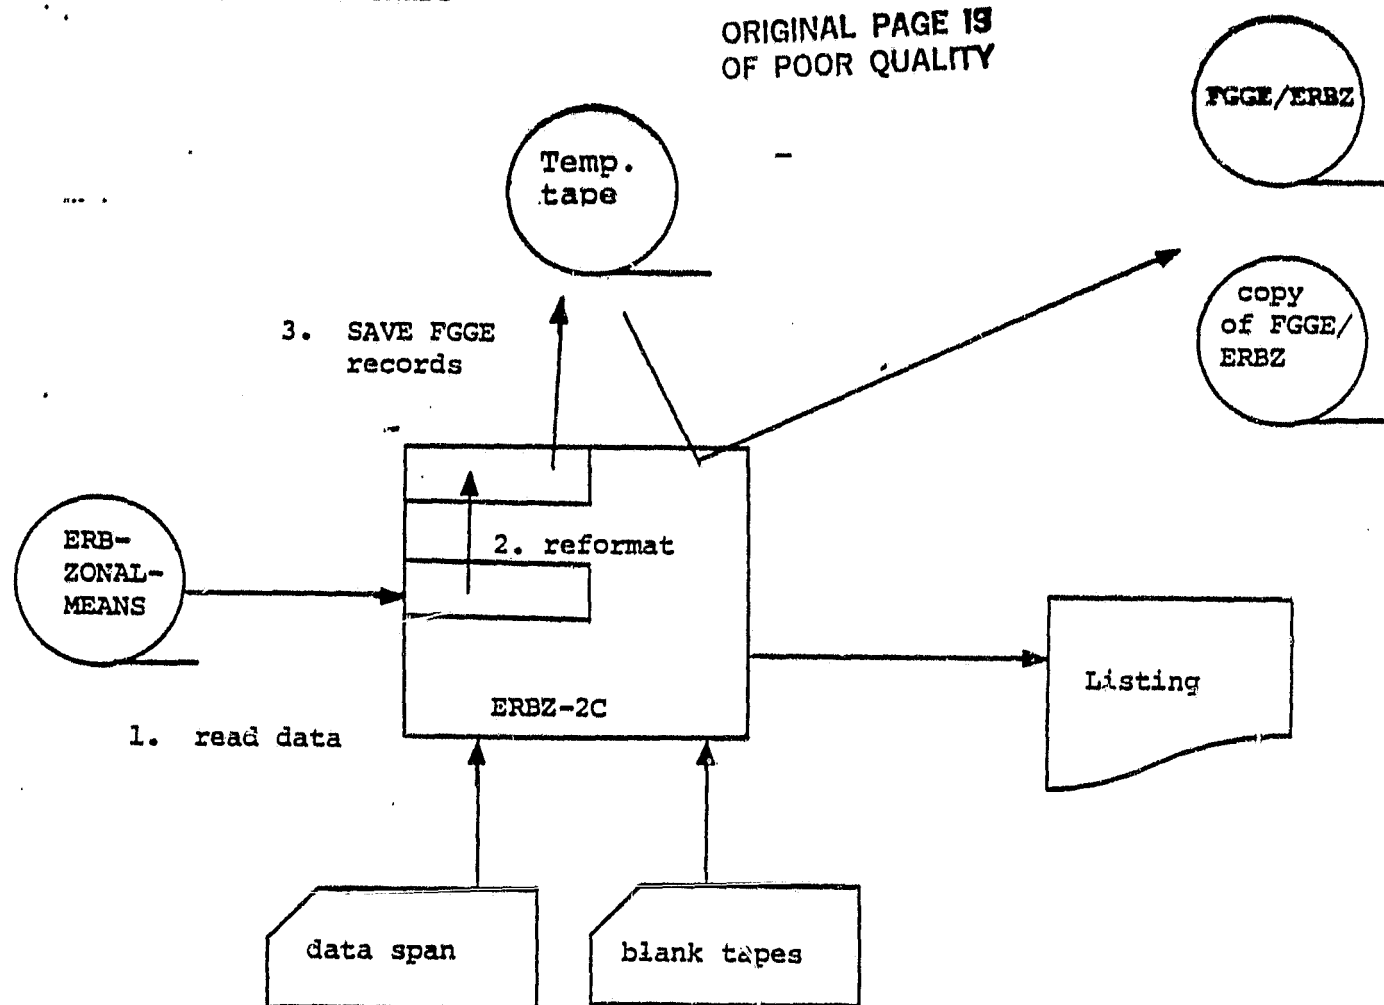 ORIGINAL PAGE IS
OF POOR QUALITY
FGGE/ERBZ
Temp.
tape
copy
of FGGE/
ERBZ
3. SAVE FGGE
records
ERB-
ZONAL-
MEANS
2. reformat
Listing
ERBZ-2C
1. read data
data span
blank tapes